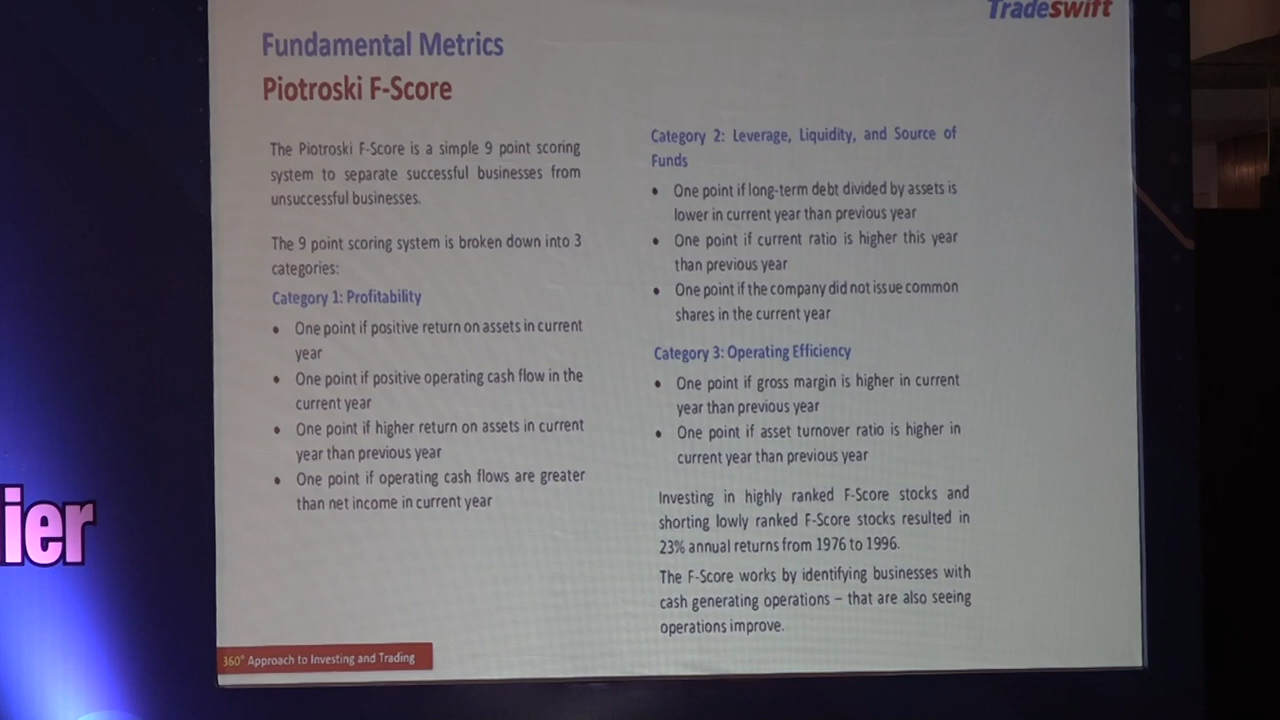 Tradeswift
Fundamental Metrics
Piotroski F-Score
The Piotroski F-Score is a simple 9 point scoring
system to separate successful businesses from
unsuccessful businesses.
The 9 point scoring system is broken down into 3
categories:
Category 1: Profitability
• One point if positive return on assets in current
year
• One point if positive operating cash flow in the
current year
• One point if higher return on assets in current
year than previous year
• One point if operating cash flows are greater
than net income in current year
Category 2: Leverage, Liquidity, and Source of
Funds
• One point if long-term debt divided by assets is
lower in current year than previous year
• One point if current ratio is higher this year
than previous year
• One point if the company did not issue common
shares in the current year
Category 3: Operating Efficiency
• One point if gross margin is higher in current
year than previous year
• One point if asset turnover ratio is higher in
current year than previous year
Investing in highly ranked F-Score stocks and
shorting lowly ranked F-Score stocks resulted in
23% annual returns from 1976 to 1996.
The F-Score works by identifying businesses with
cash generating operations – that are also seeing
operations improve.
360° Approach to Investing and Trading
ier